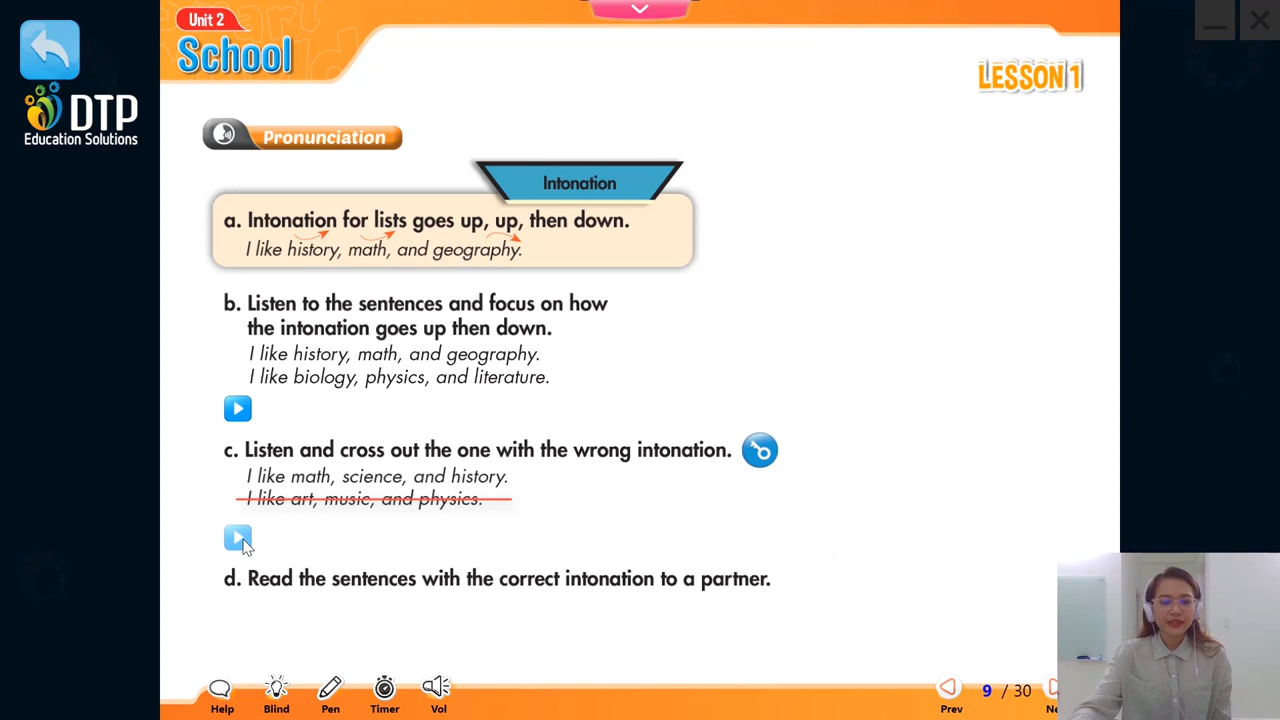 Unit 2
School
LESSON 1
DTP
Education Solutions
Pronunciation
Intonation
a. Intonation for lists goes up, up, then down.
I like history, math, and geography.
b. Listen to the sentences and focus on how
the intonation goes up then down.
I like history, math, and geography.
I like biology, physics, and literature.
c. Listen and cross out the one with the wrong intonation.
I like math, science, and history.
I like art, music, and physics.
d. Read the sentences with the correct intonation to a partner.
Help Blind Pen Timer Vol
9 / 30
Prev